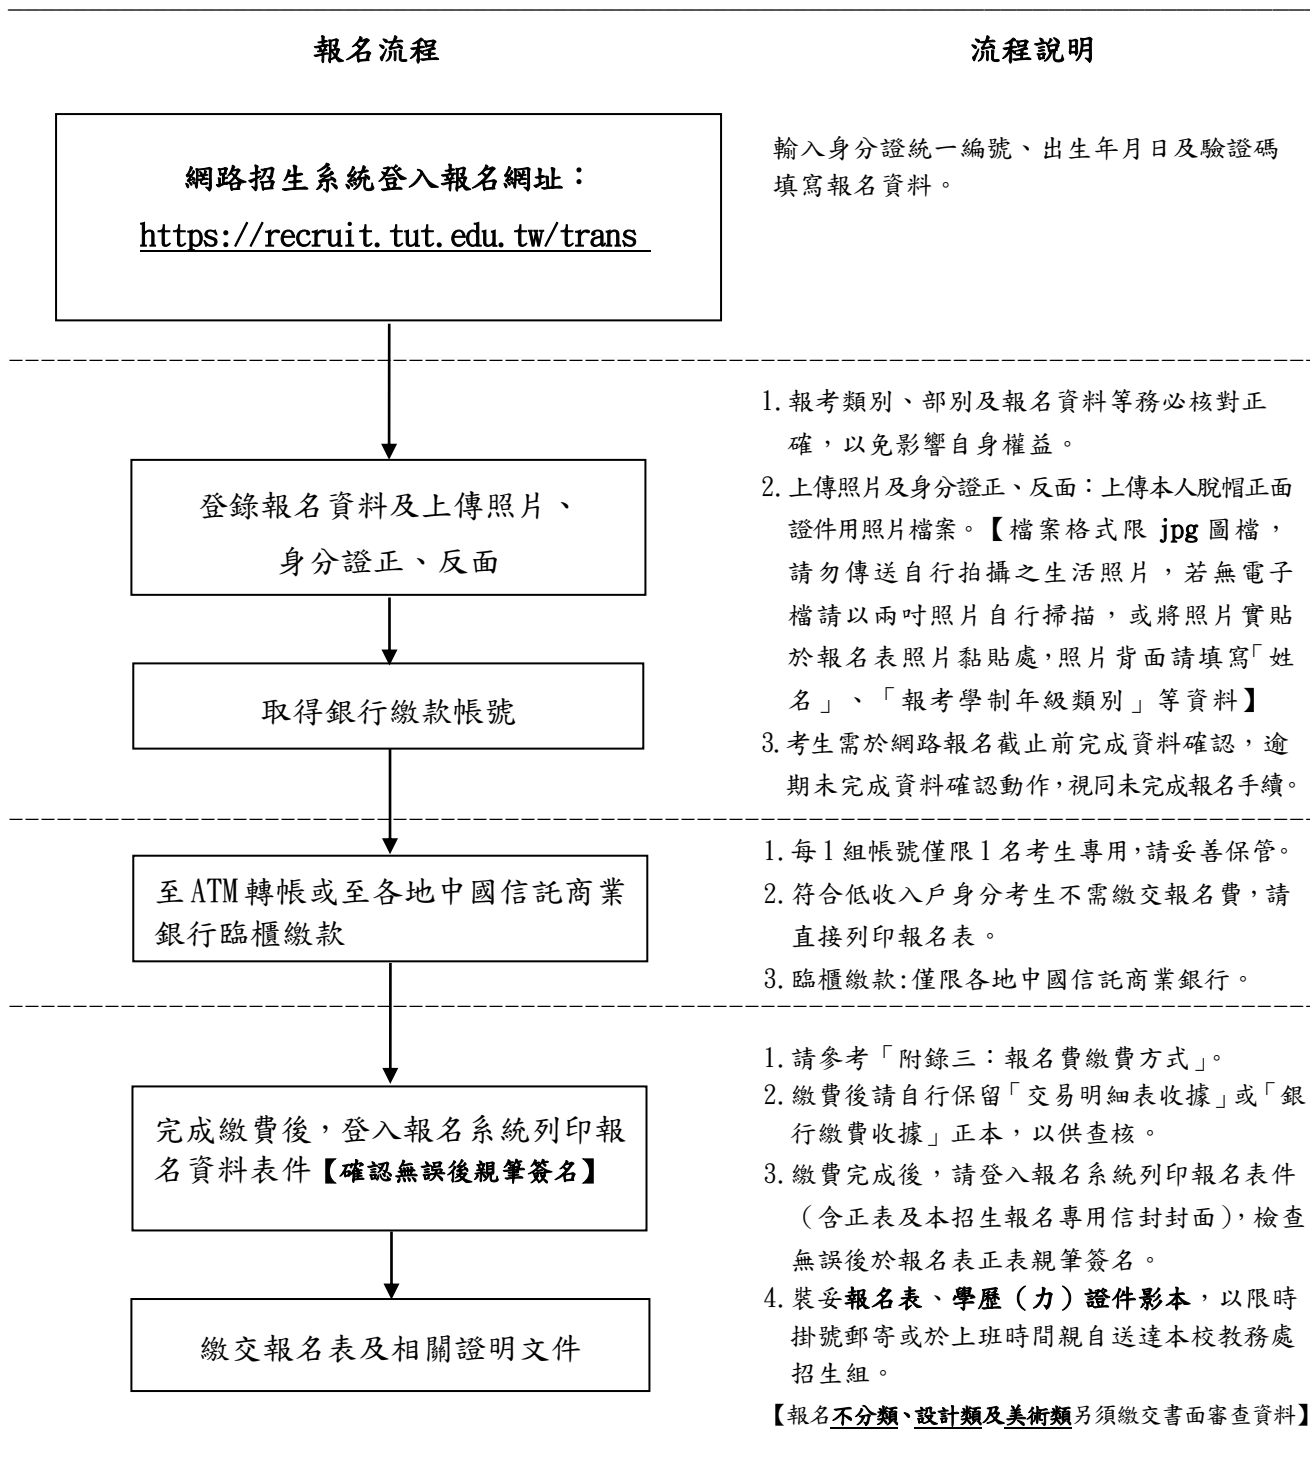 報名流程
流程說明
網路招生系統登入報名網址：
https://recruit.tut.edu.tw/trans
輸入身分證統一編號、出生年月日及驗證碼
填寫報名資料。
登錄報名資料及上傳照片、
身分證正、反面
取得銀行繳款帳號
1.報考類別、部別及報名資料等務必核對正
確，以免影響自身權益。
2.上傳照片及身分證正、反面：上傳本人脫帽正面
證件用照片檔案。【檔案格式限 jpg 圖檔，
請勿傳送自行拍攝之生活照片，若無電子
檔請以兩吋照片自行掃描，或將照片實貼
於報名表照片黏貼處，照片背面請填寫「姓
名」、「報考學制年級類別」等資料】
3.考生需於網路報名截止前完成資料確認，逾
期未完成資料確認動作，視同未完成報名手續。
至ATM轉帳或至各地中國信託商業
銀行臨櫃繳款
1.每1組帳號僅限1名考生專用，請妥善保管。
2.符合低收入戶身分考生不需繳交報名費，請
直接列印報名表。
3.臨櫃繳款:僅限各地中國信託商業銀行。
完成繳費後，登入報名系統列印報
名資料表件【確認無誤後親筆簽名】
繳交報名表及相關證明文件
1.請參考「附錄三：報名費繳費方式」。
2.繳費後請自行保留「交易明細表收據」或「銀
行繳費收據」正本，以供查核。
3.繳費完成後，請登入報名系統列印報名表件
（含正表及本招生報名專用信封封面），檢查
無誤後於報名表正表親筆簽名。
4.裝妥報名表、學歷（力）證件影本，以限時
掛號郵寄或於上班時間親自送達本校教務處
招生組。
【報名不分類、設計類及美術類另須繳交書面審查資料】